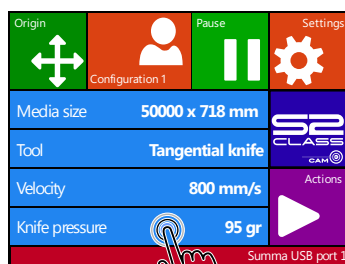 Origin
Configuration 1
Pause
Settings
Media size 50000 x 718 mm
Tool Tangential knife
S2
CLASS
CAM
Velocity 800 mm/s
Actions
Knife pressure 95 gr
Summa USB port 1